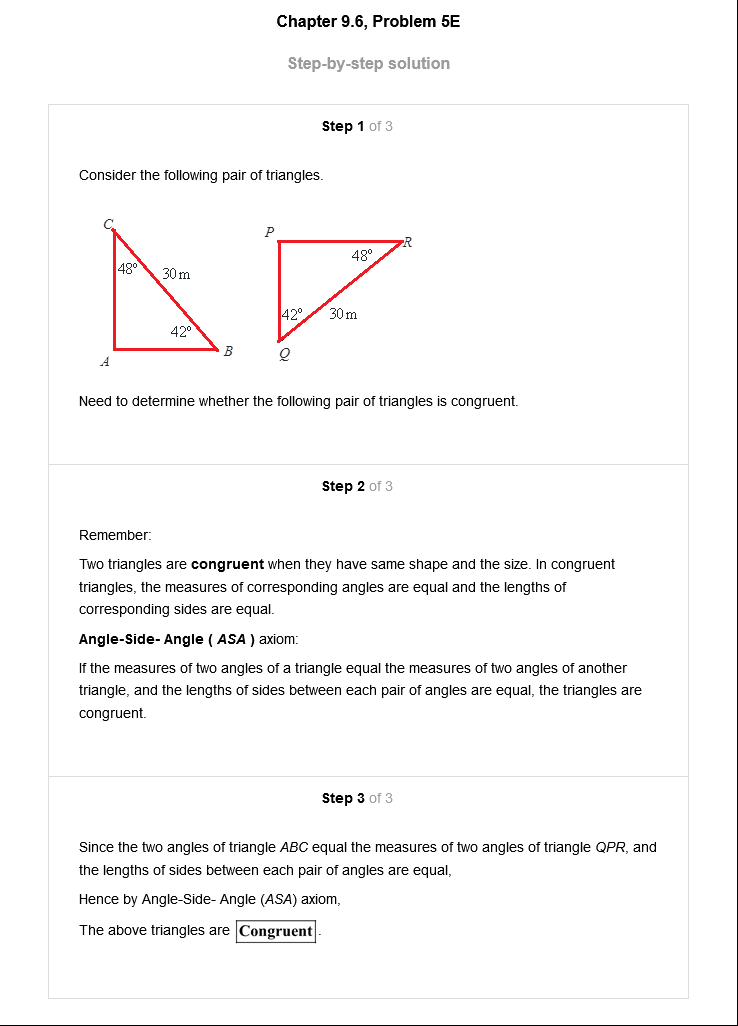 Chapter 9.6, Problem 5E
Step-by-step solution
Step 1 of 3
Consider the following pair of triangles.
C
P
R
48°
30 m
48°
42°
30 m
42°
A
B
Q
Need to determine whether the following pair of triangles is congruent.
Step 2 of 3
Remember:
Two triangles are congruent when they have same shape and the size. In congruent
triangles, the measures of corresponding angles are equal and the lengths of
corresponding sides are equal.
Angle-Side- Angle ( ASA ) axiom:
If the measures of two angles of a triangle equal the measures of two angles of another
triangle, and the lengths of sides between each pair of angles are equal, the triangles are
congruent.
Step 3 of 3
Since the two angles of triangle ABC equal the measures of two angles of triangle QPR, and
the lengths of sides between each pair of angles are equal,
Hence by Angle-Side- Angle (ASA) axiom,
The above triangles are Congruent.